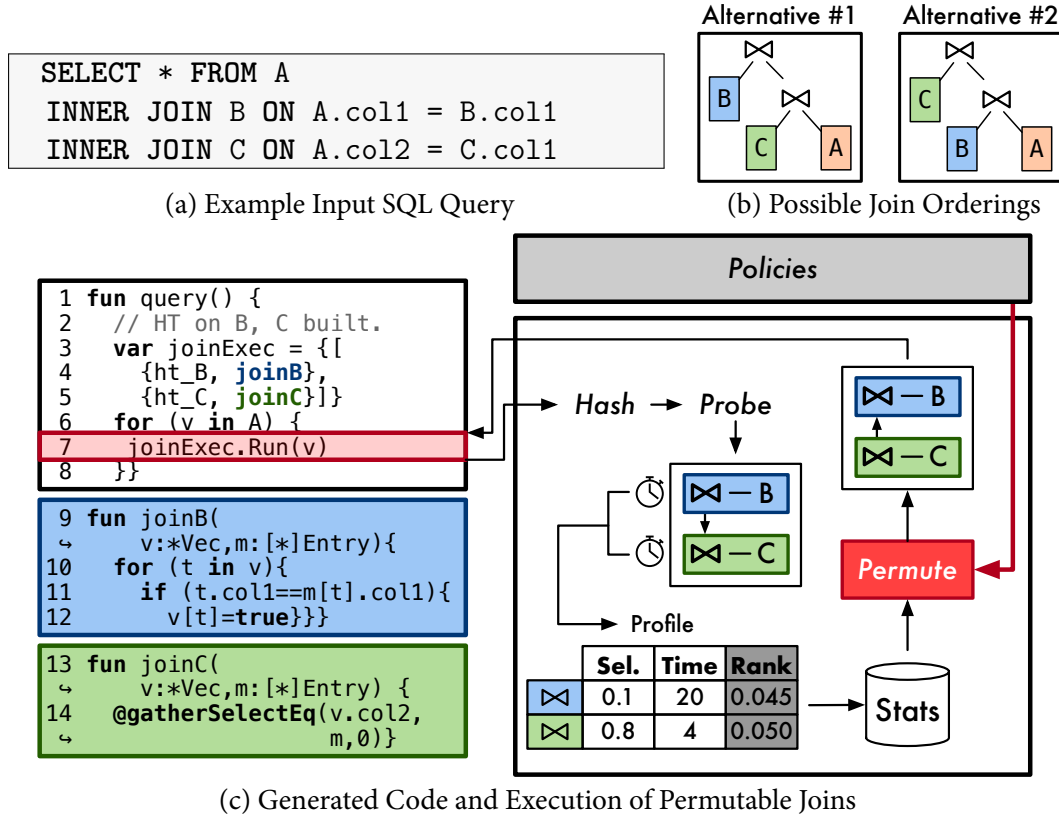 SELECT * FROM A
INNER JOIN B ON A.col1 = B.col1
INNER JOIN C ON A.col2 = C.col1
(a) Example Input SQL Query
Alternative #1
Alternative #2
B
C
A
C
B
A
(b) Possible Join Orderings
Policies
1 fun query() {
2 // HT on B, C built.
3 var joinExec = {[
4 {ht_B, joinB},
5 {ht_C, joinC}]}
6 for (v in A) {
7 joinExec.Run(v)
8 }}
9 fun joinB(
↪ v:*Vec,m:[*]Entry){
10 for (t in v){
11 if (t.col1==m[t].col1){
12 v[t]=true}}}
13 fun joinC(
↪ v:*Vec,m:[*]Entry) {
14 @gatherSelectEq(v.col2,
↪ m,0)}
Hash
Probe
⋈ — B
⋈ — C
⋈ — B
⋈ — C
Permute
Profile
Sel. Time Rank
⋈ 0.1 20 0.045
⋈ 0.8 4 0.050
Stats
(c) Generated Code and Execution of Permutable Joins